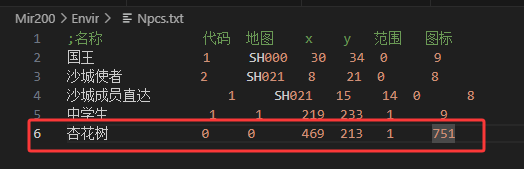 Mir200 > Envir > Npcs.txt
1 ;名称 代码 地图 x y 范围 图标
2 国王 1 SH000 30 34 0 8
3 沙城使者 2 SH021 8 21 0 8
4 沙城成员直达 1 SH021 15 14 0 8
5 中学生 1 1 219 233 1 9
6 杏花树 0 0 469 213 1 751